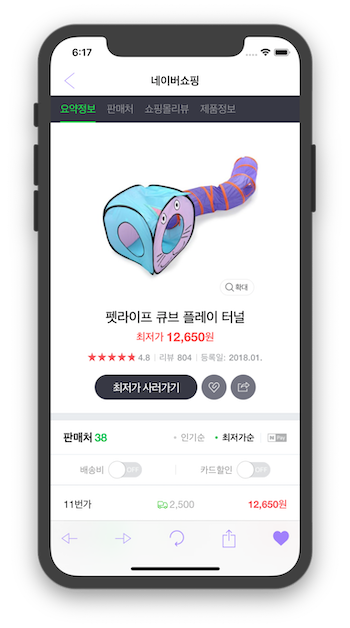 6:17
네이버쇼핑
요약정보 판매처 쇼핑몰리뷰 제품정보
확대
펫라이프 큐브 플레이 터널
최저가 12,650원
★★★★★ 4.8 | 리뷰 804 | 등록일: 2018.01.
최저가 사러가기
판매처 38 • 인기순 • 최저가순 N Pay
배송비 OFF 카드할인 OFF
11번가 2,500 12,650원